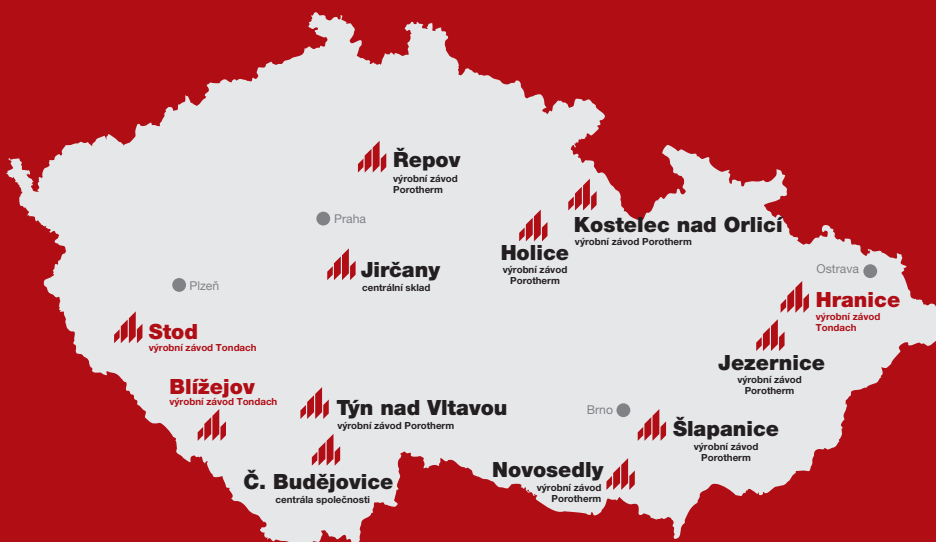 Řepov
výrobní závod
Porotherm
Praha
Kostelec nad Orlicí
výrobní závod Porotherm
Holice
výrobní závod
Porotherm
Jirčany
centrální sklad
Ostrava
Plzeň
Hranice
výrobní závod
Tondach
Stod
výrobní závod Tondach
Jezernice
výrobní závod
Porotherm
Blížejov
výrobní závod Tondach
Týn nad Vltavou
výrobní závod Porotherm
Brno
Šlapanice
výrobní závod
Porotherm
Č. Budějovice
centrála společnosti
Novosedly
výrobní závod
Porotherm